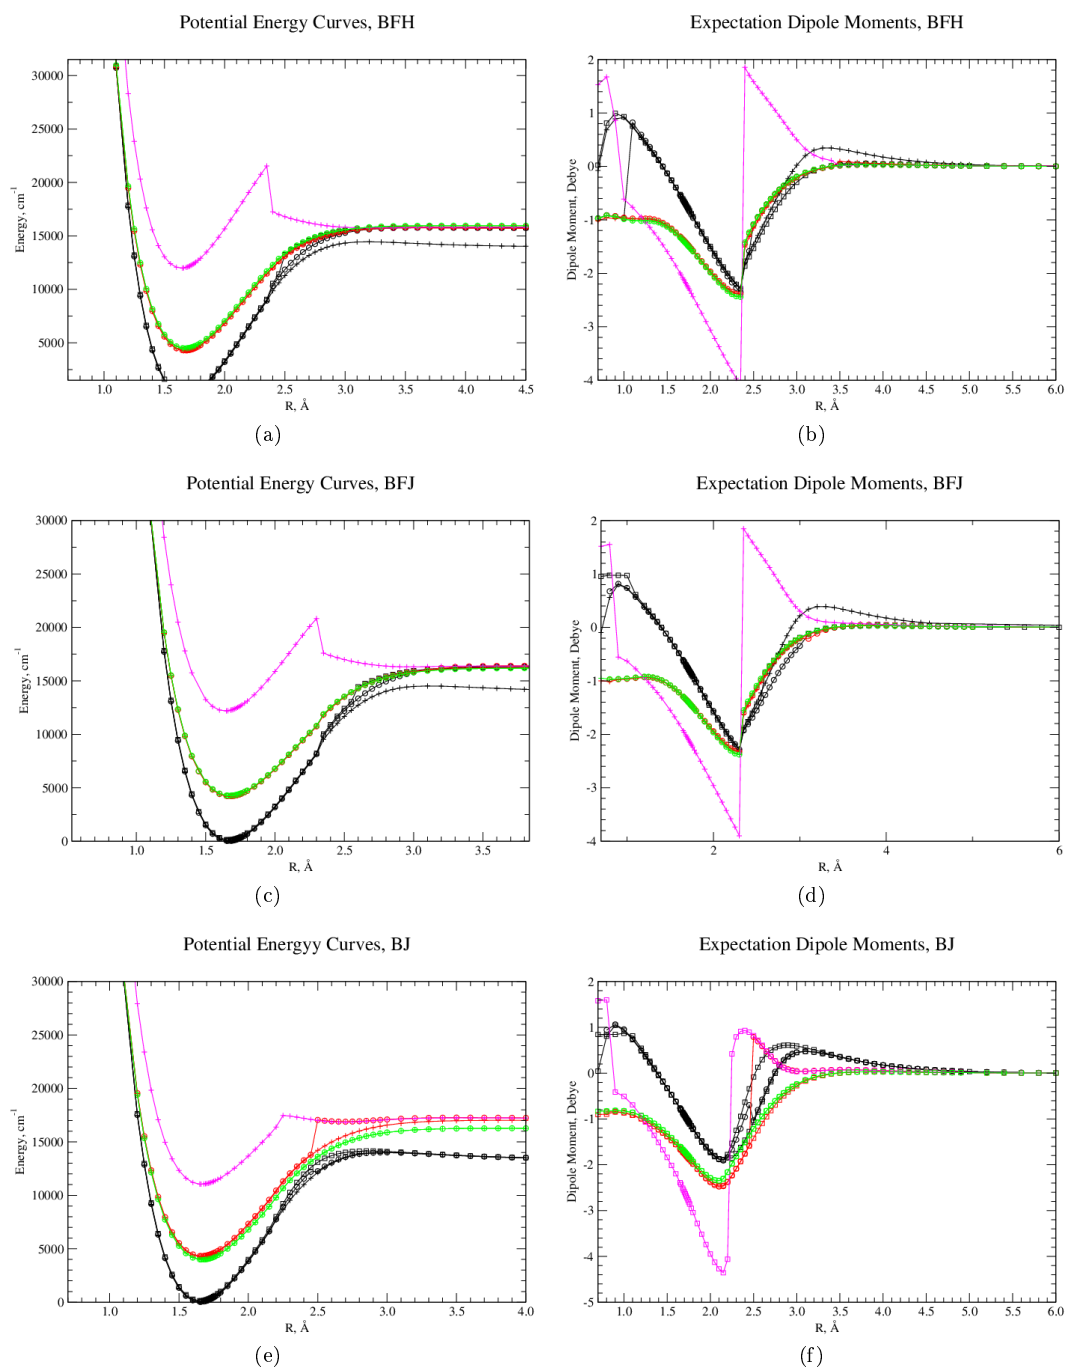 Potential Energy Curves, BFH
Expectation Dipole Moments, BFH
30000
25000
20000
15000
10000
5000
Energy, cm-1
1.0 1.5 2.0 2.5 3.0 3.5 4.0 4.5
R, Å
(a)
2
1
0
-1
-2
-3
-4
Dipole Moment, Debye
1.0 1.5 2.0 2.5 3.0 3.5 4.0 4.5 5.0 5.5 6.0
R, Å
(b)
Potential Energy Curves, BFJ
Expectation Dipole Moments, BFJ
30000
25000
20000
15000
10000
5000
0
Energy, cm-1
1.0 1.5 2.0 2.5 3.0 3.5
R, Å
(c)
2
1
0
-1
-2
-3
-4
Dipole Moment, Debye
2 4 6
R, Å
(d)
Potential Energyy Curves, BJ
Expectation Dipole Moments, BJ
30000
25000
20000
15000
10000
5000
0
Energy, cm-1
1.0 1.5 2.0 2.5 3.0 3.5 4.0
R, Å
(e)
2
1
0
-1
-2
-3
-4
-5
Dipole Moment, Debye
1.0 1.5 2.0 2.5 3.0 3.5 4.0 4.5 5.0 5.5 6.0
R, Å
(f)